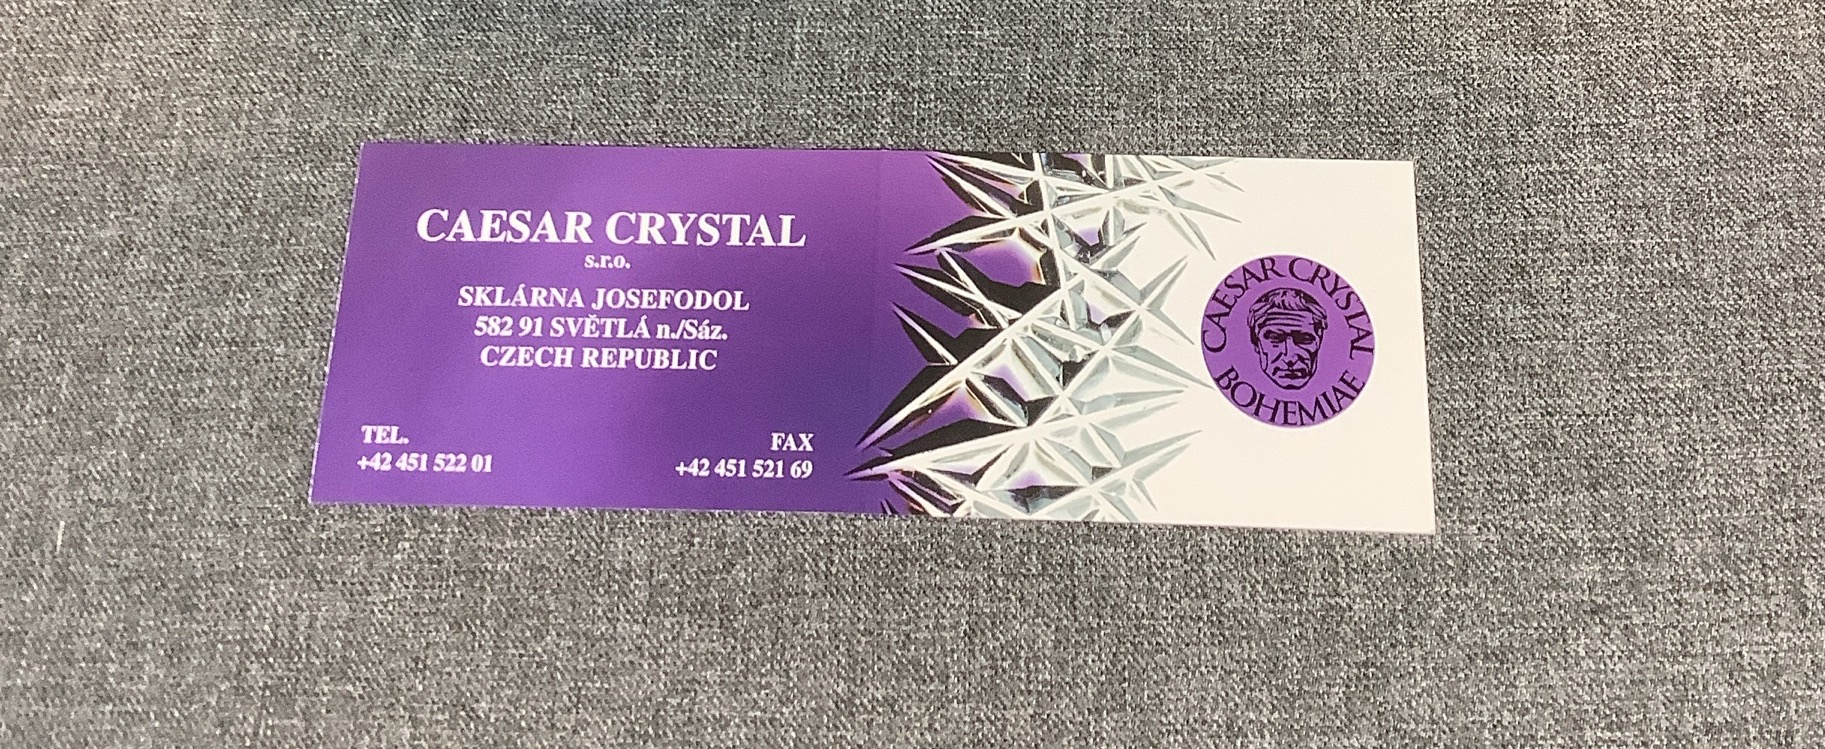 CAESAR CRYSTAL
s.r.o.
SKLÁRNA JOSEFODOL
582 91 SVĚTLÁ n./Sáz.
CZECH REPUBLIC
TEL.
+42 451 522 01
FAX
+42 451 521 69
CAESAR CRYSTAL
BOHEMIAE